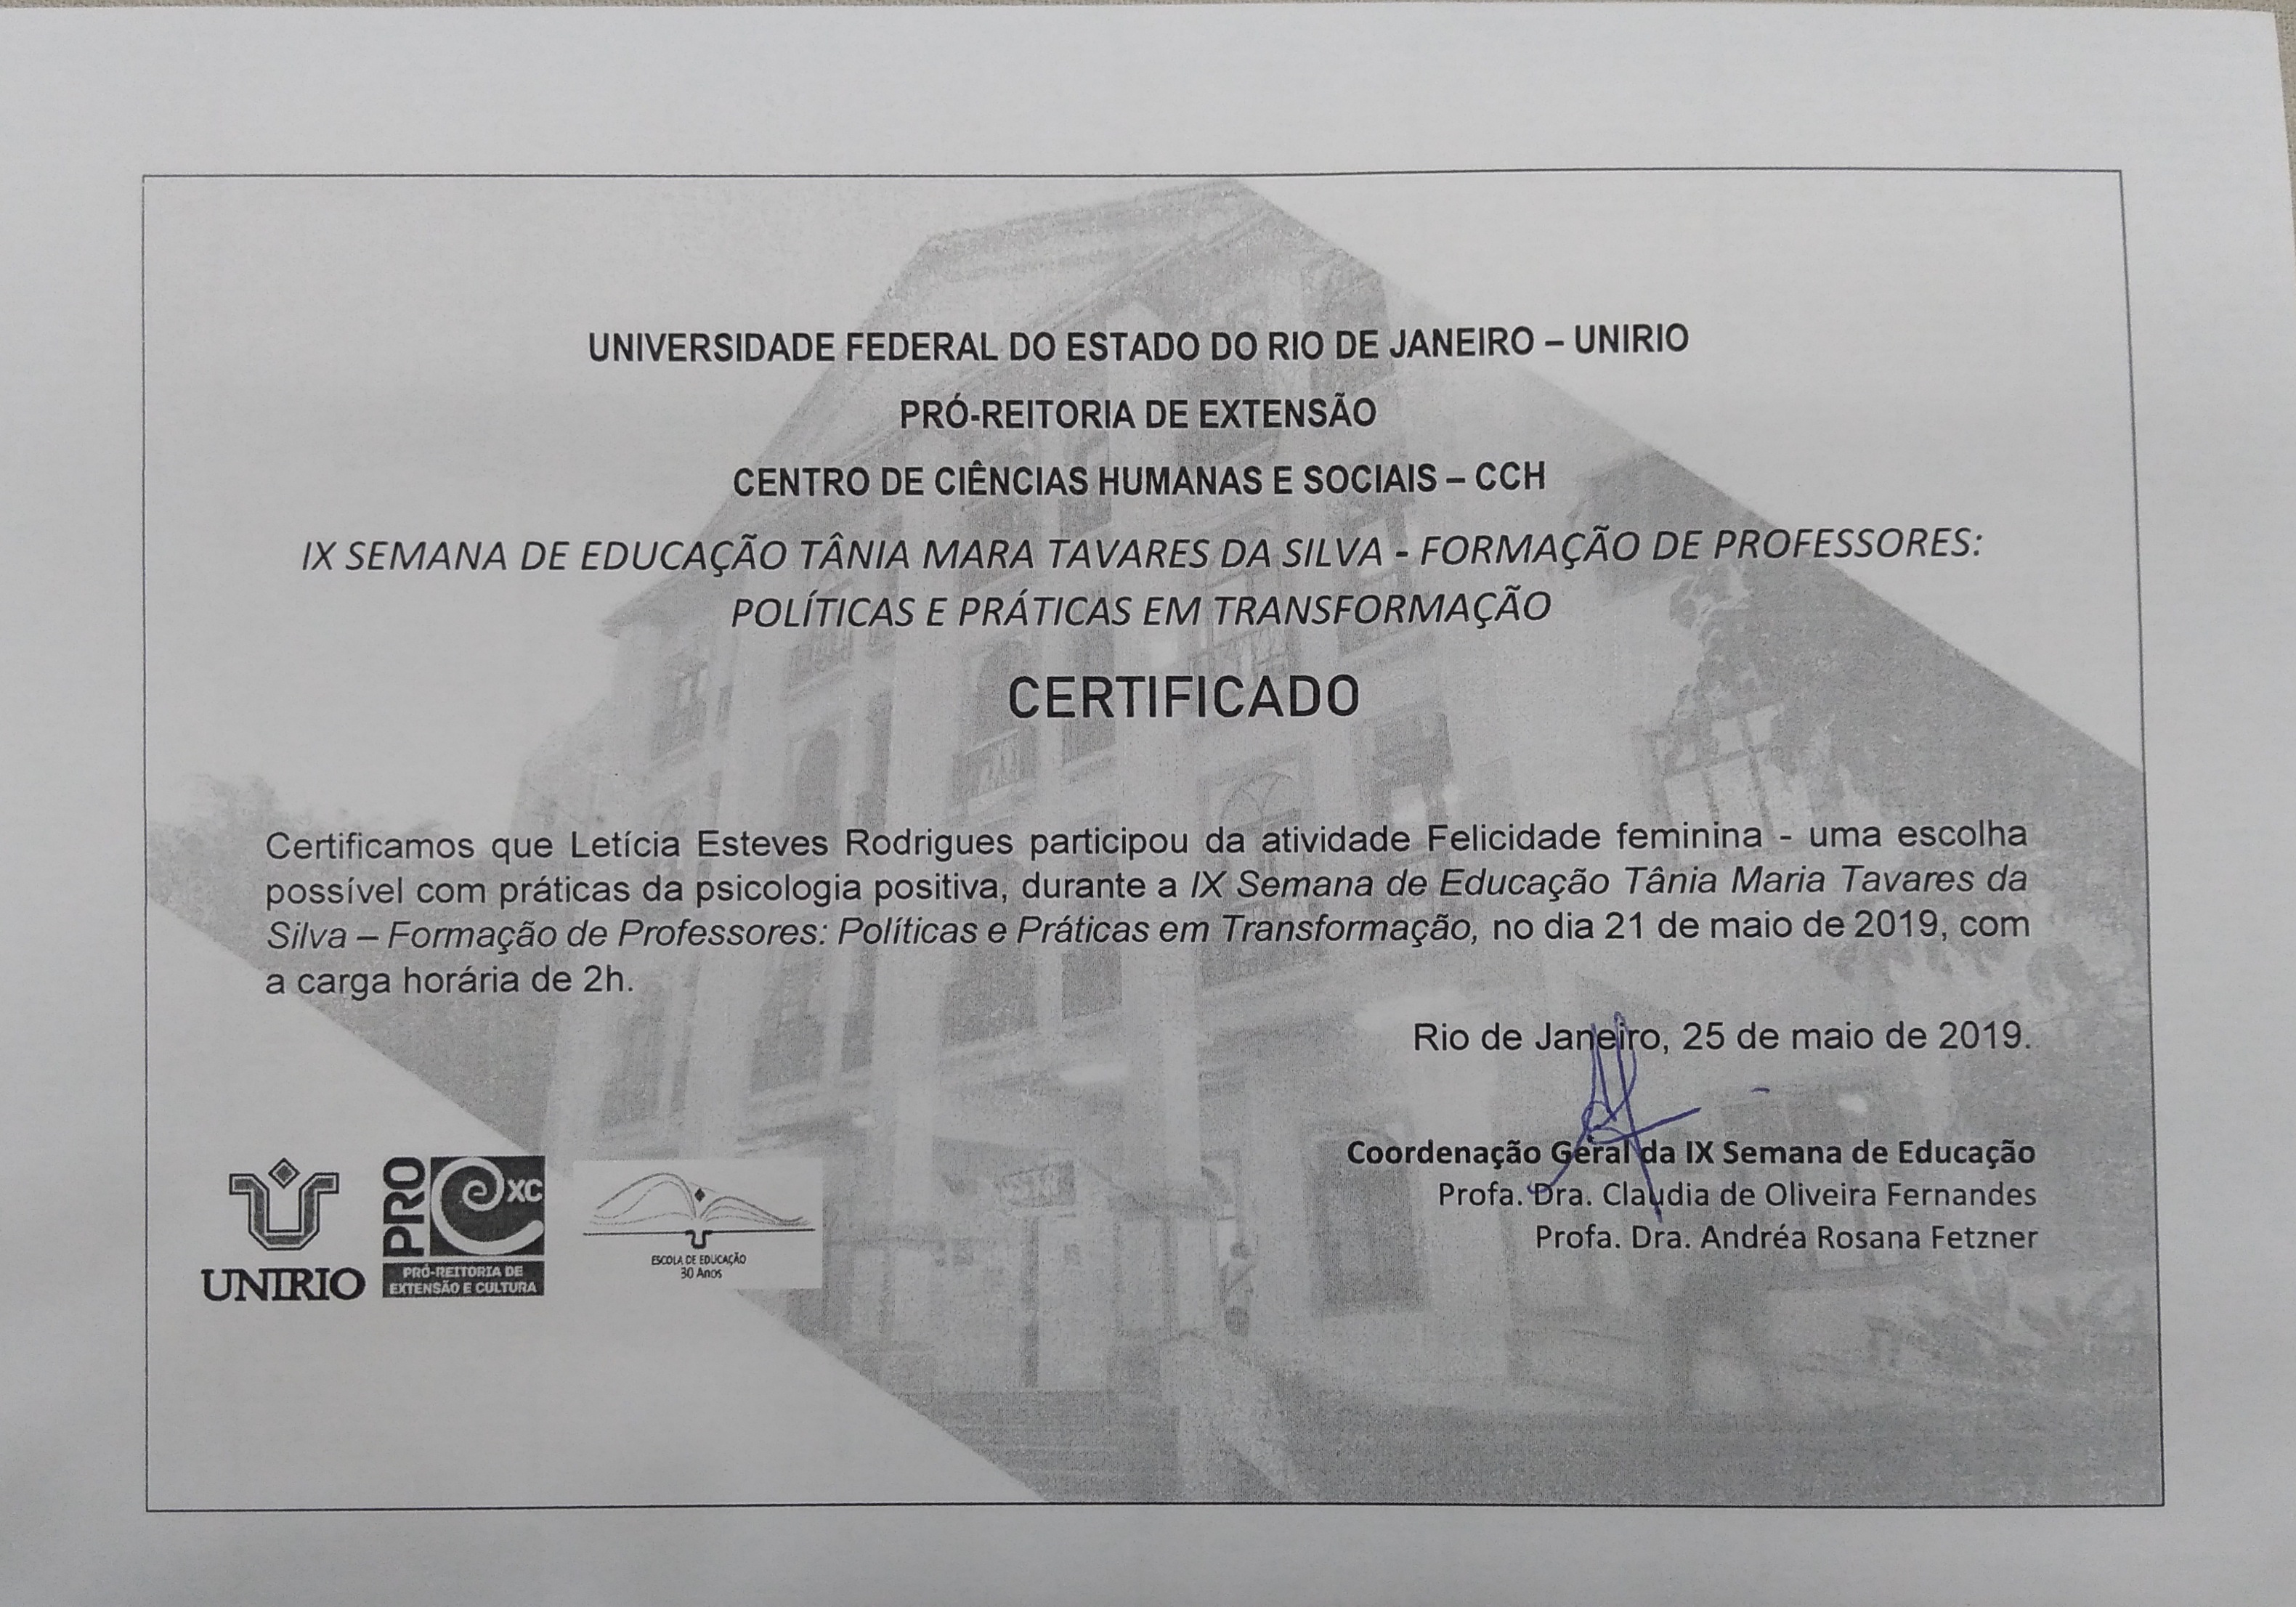 UNIVERSIDADE FEDERAL DO ESTADO DO RIO DE JANEIRO – UNIRIO
PRÓ-REITORIA DE EXTENSÃO
CENTRO DE CIÊNCIAS HUMANAS E SOCIAIS – CCH
IX SEMANA DE EDUCAÇÃO TÂNIA MARA TAVARES DA SILVA - FORMAÇÃO DE PROFESSORES:
POLÍTICAS E PRÁTICAS EM TRANSFORMAÇÃO
CERTIFICADO
Certificamos que Letícia Esteves Rodrigues participou da atividade Felicidade feminina - uma escolha
possível com práticas da psicologia positiva, durante a IX Semana de Educação Tânia Maria Tavares da
Silva – Formação de Professores: Políticas e Práticas em Transformação, no dia 21 de maio de 2019, com
a carga horária de 2h.
Rio de Janeiro, 25 de maio de 2019.
Coordenação Geral da IX Semana de Educação
Profa. Dra. Claudia de Oliveira Fernandes
Profa. Dra. Andréa Rosana Fetzner
UNIRIO
PRO
EXC
PRÓ-REITORIA DE
EXTENSÃO E CULTURA
ESCOLA DE EDUCAÇÃO
30 Anos